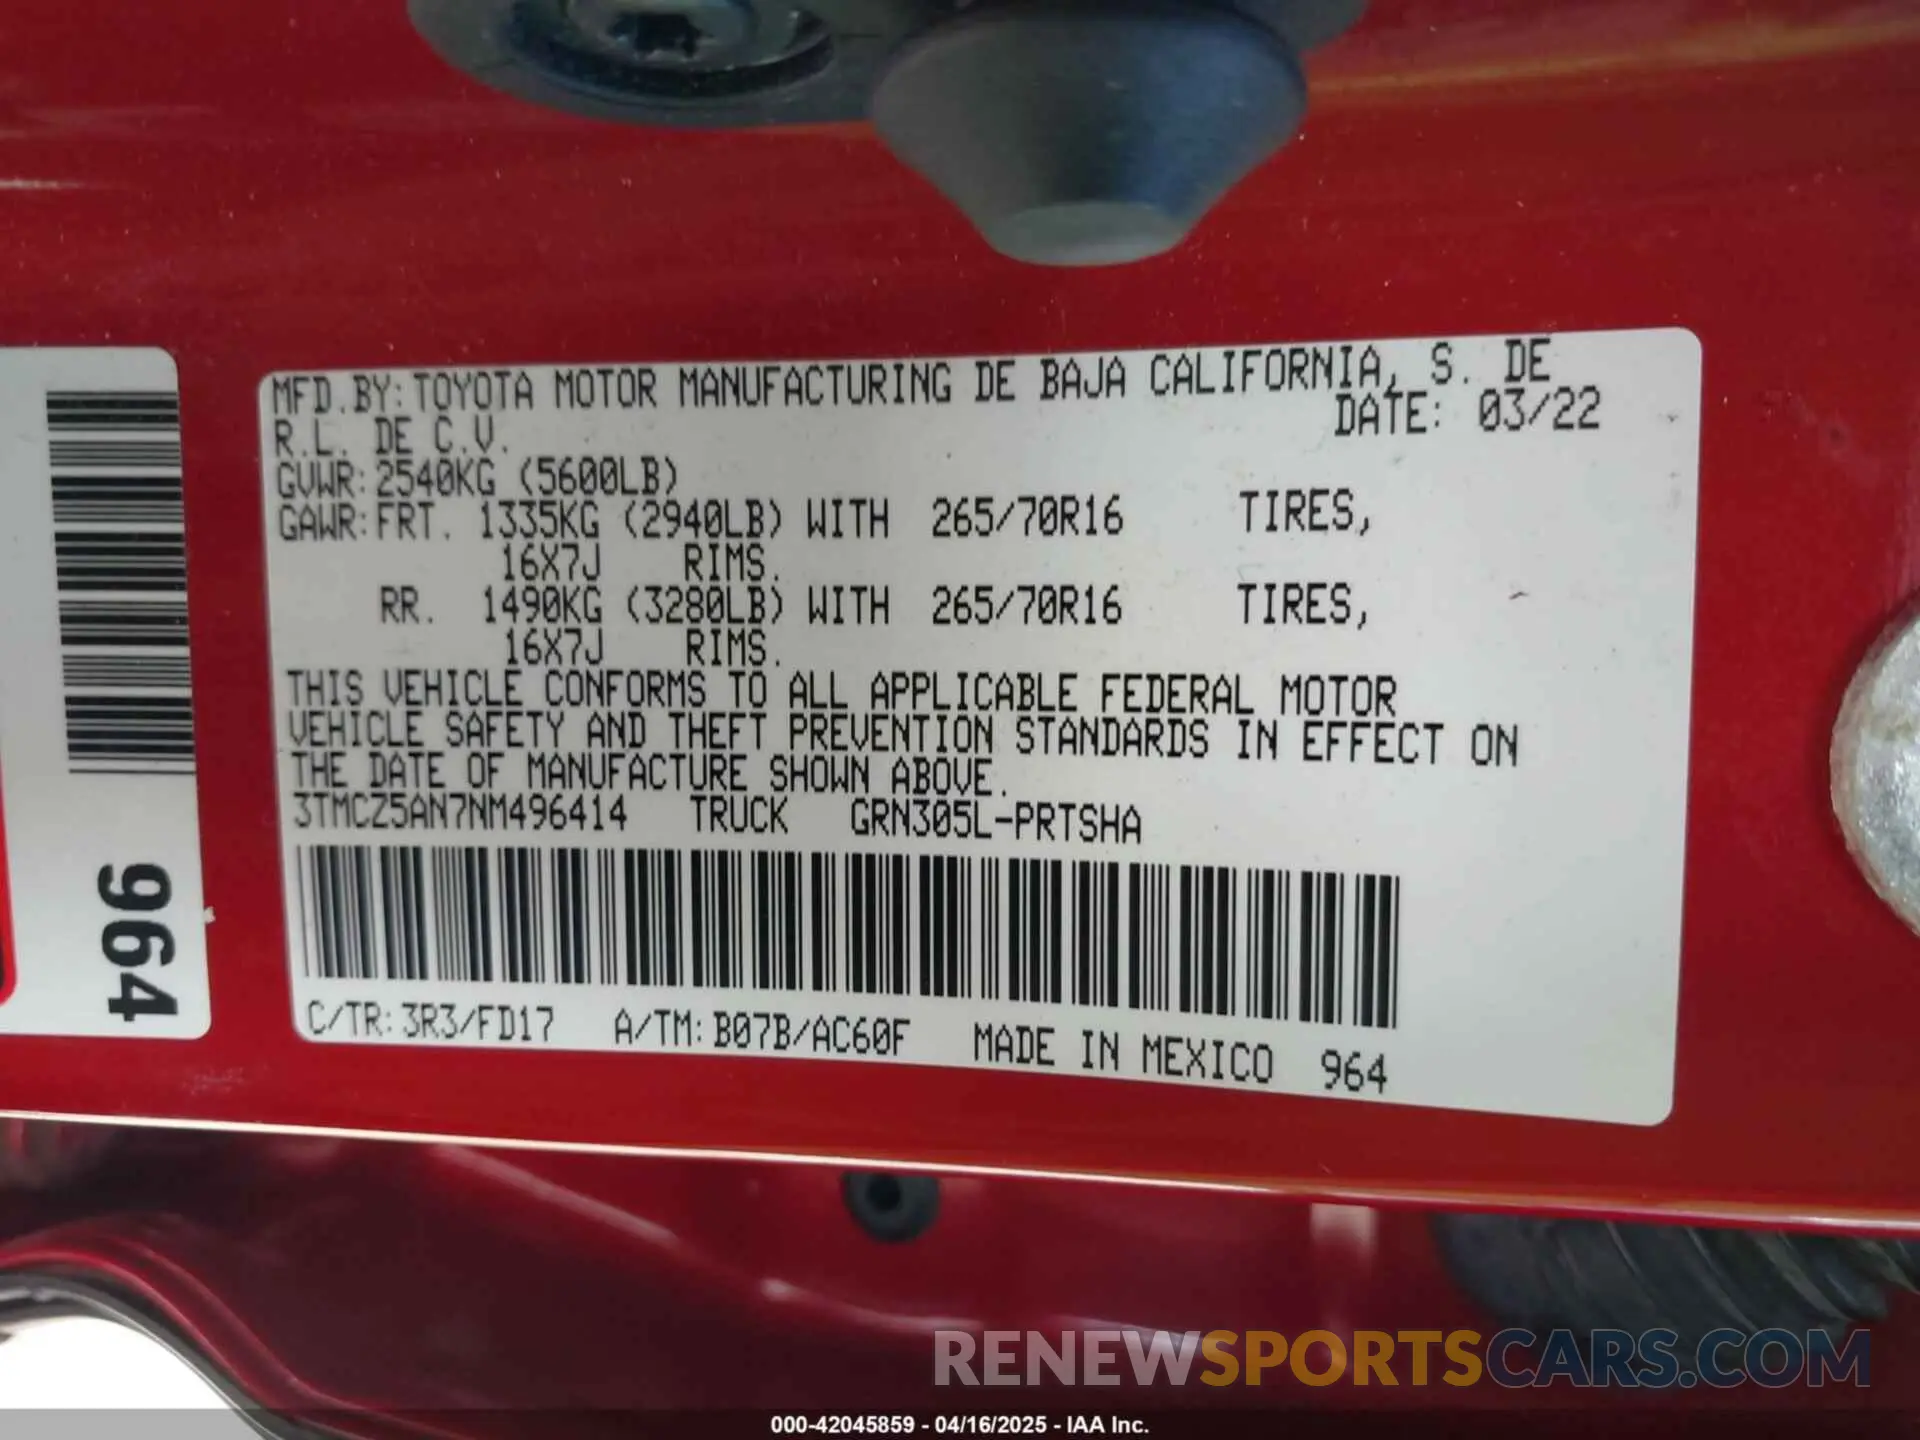 MFD.BY: TOYOTA MOTOR MANUFACTURING DE BAJA CALIFORNIA, S. DE
R.L. DE C.V. DATE: 03/22
GVWR: 2540KG (5600LB)
GAWR: FRT. 1335KG (2940LB) WITH 265/70R16 TIRES,
16X7J RIMS.
RR. 1490KG (3280LB) WITH 265/70R16 TIRES,
16X7J RIMS.
THIS VEHICLE CONFORMS TO ALL APPLICABLE FEDERAL MOTOR
VEHICLE SAFETY AND THEFT PREVENTION STANDARDS IN EFFECT ON
THE DATE OF MANUFACTURE SHOWN ABOVE.
3TMCZ5AN7NM496414 TRUCK GRN305L-PRTSHA
C/TR: 3R3/FD17 A/TM: B07B/AC60F MADE IN MEXICO 964
964
RENEWSPORTSCARS.COM
000-42045859 - 04/16/2025 - IAA Inc.